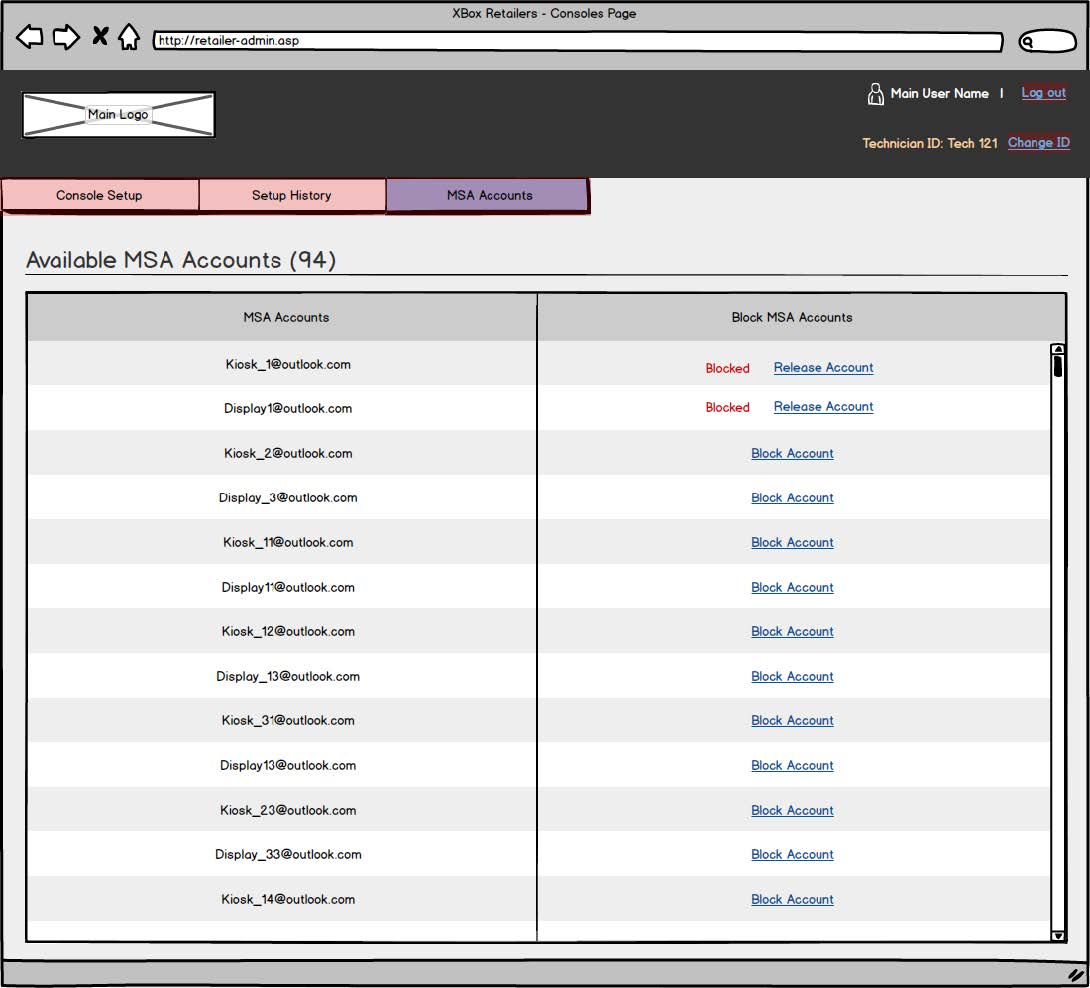 XBox Retailers - Consoles Page
http://retailer-admin.asp
Main Logo
Main User Name | Log out
Technician ID: Tech 121 Change ID
Console Setup Setup History MSA Accounts
Available MSA Accounts (94)
MSA Accounts Block MSA Accounts
Kiosk_1@outlook.com Blocked Release Account
Display1@outlook.com Blocked Release Account
Kiosk_2@outlook.com Block Account
Display_3@outlook.com Block Account
Kiosk_11@outlook.com Block Account
Display11@outlook.com Block Account
Kiosk_12@outlook.com Block Account
Display_13@outlook.com Block Account
Kiosk_31@outlook.com Block Account
Display13@outlook.com Block Account
Kiosk_23@outlook.com Block Account
Display_33@outlook.com Block Account
Kiosk_14@outlook.com Block Account